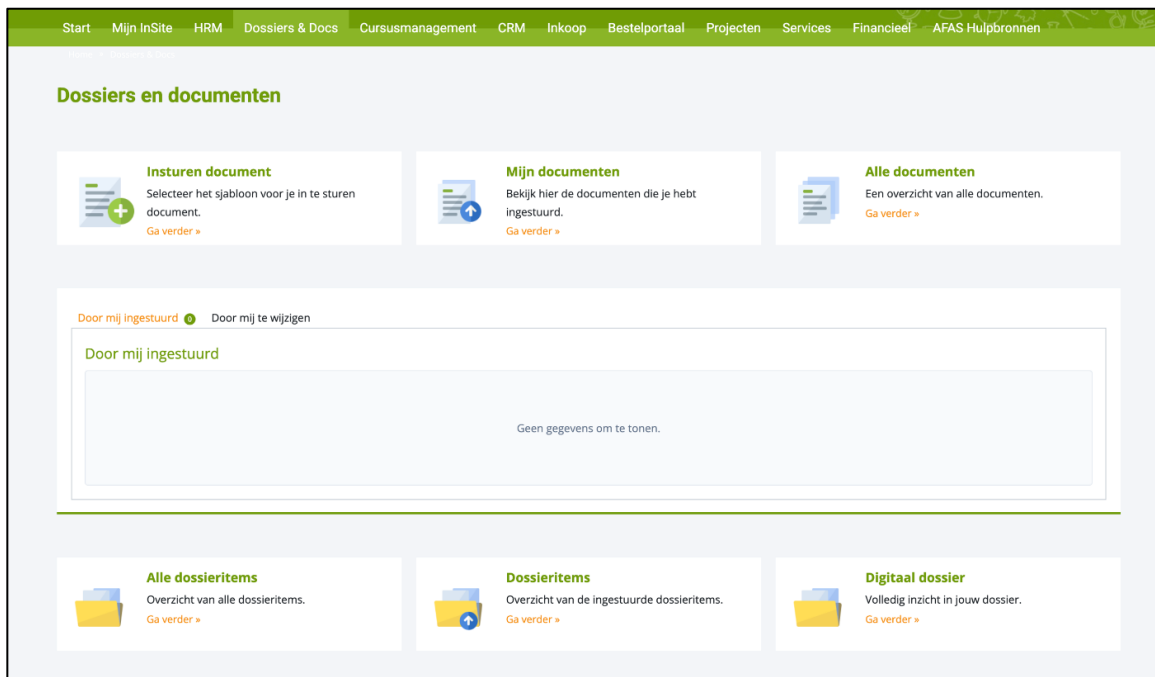 Start Mijn InSite HRM Dossiers & Docs Cursusmanagement CRM Inkoop Bestelportaal Projecten Services Financieel AFAS Hulpbronnen
Dossiers en documenten
Insturen document
Selecteer het sjabloon voor je in te sturen
document.
Ga verder »
Mijn documenten
Bekijk hier de documenten die je hebt
ingestuurd.
Ga verder »
Alle documenten
Een overzicht van alle documenten.
Ga verder »
Door mij ingestuurd 0 Door mij te wijzigen
Door mij ingestuurd
Geen gegevens om te tonen.
Alle dossieritems
Overzicht van alle dossieritems.
Ga verder »
Dossieritems
Overzicht van de ingestuurde dossieritems.
Ga verder »
Digitaal dossier
Volledig inzicht in jouw dossier.
Ga verder »